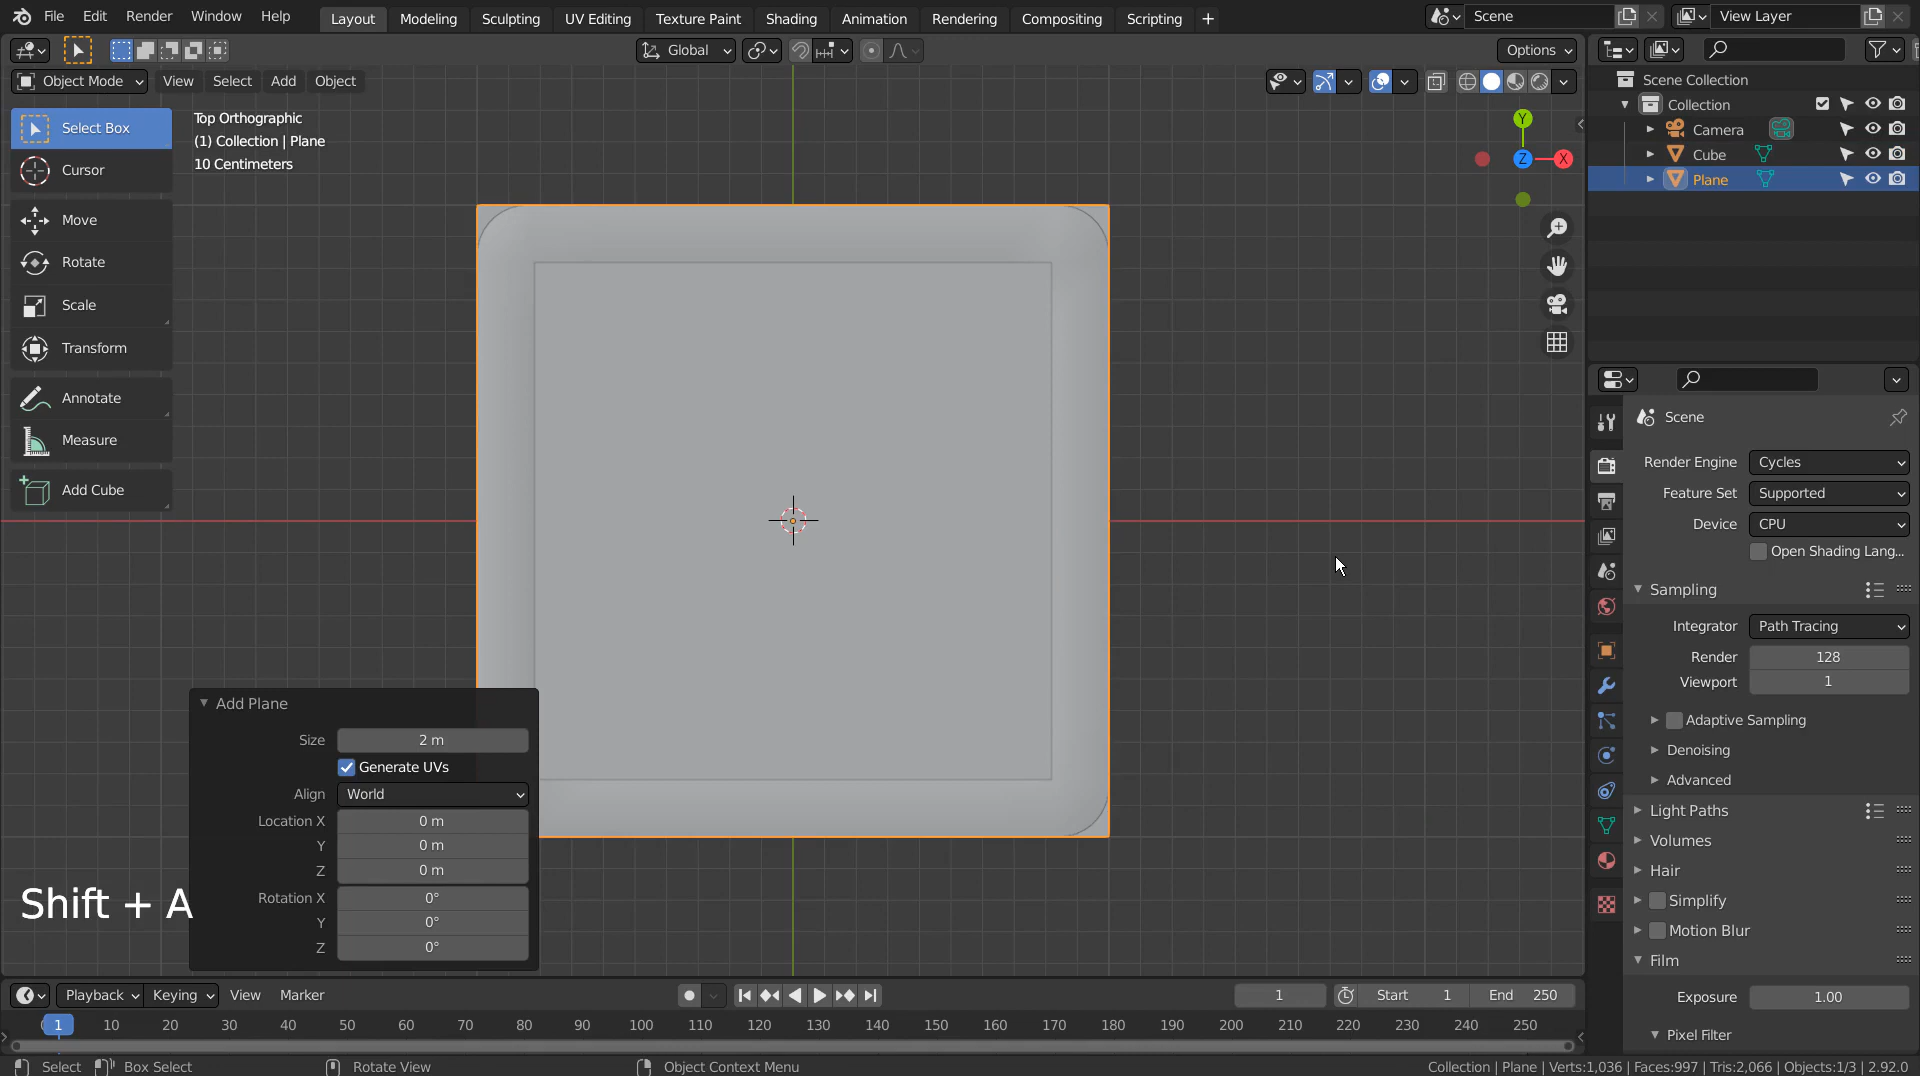 File Edit Render Window Help Layout Modeling Sculpting UV Editing Texture Paint Shading Animation Rendering Compositing Scripting + Scene View Layer
Global Options
Object Mode View Select Add Object
Select Box
Cursor
Move
Rotate
Scale
Transform
Annotate
Measure
Add Cube
Top Orthographic
(1) Collection | Plane
10 Centimeters
Y
Z X
Add Plane
Size 2 m
Generate UVs
Align World
Location X 0 m
Y 0 m
Z 0 m
Rotation X 0°
Y 0°
Z 0°
Shift + A
Scene Collection
Collection
Camera
Cube
Plane
Scene
Render Engine Cycles
Feature Set Supported
Device CPU
Open Shading Lang...
Sampling
Integrator Path Tracing
Render 128
Viewport 1
Adaptive Sampling
Denoising
Advanced
Light Paths
Volumes
Hair
Simplify
Motion Blur
Film
Exposure 1.00
Pixel Filter
Playback Keying View Marker 1 Start 1 End 250
1 10 20 30 40 50 60 70 80 90 100 110 120 130 140 150 160 170 180 190 200 210 220 230 240 250
Select Box Select Rotate View Object Context Menu Collection | Plane | Verts:1,036 | Faces:997 | Tris:2,066 | Objects:1/3 | 2.92.0